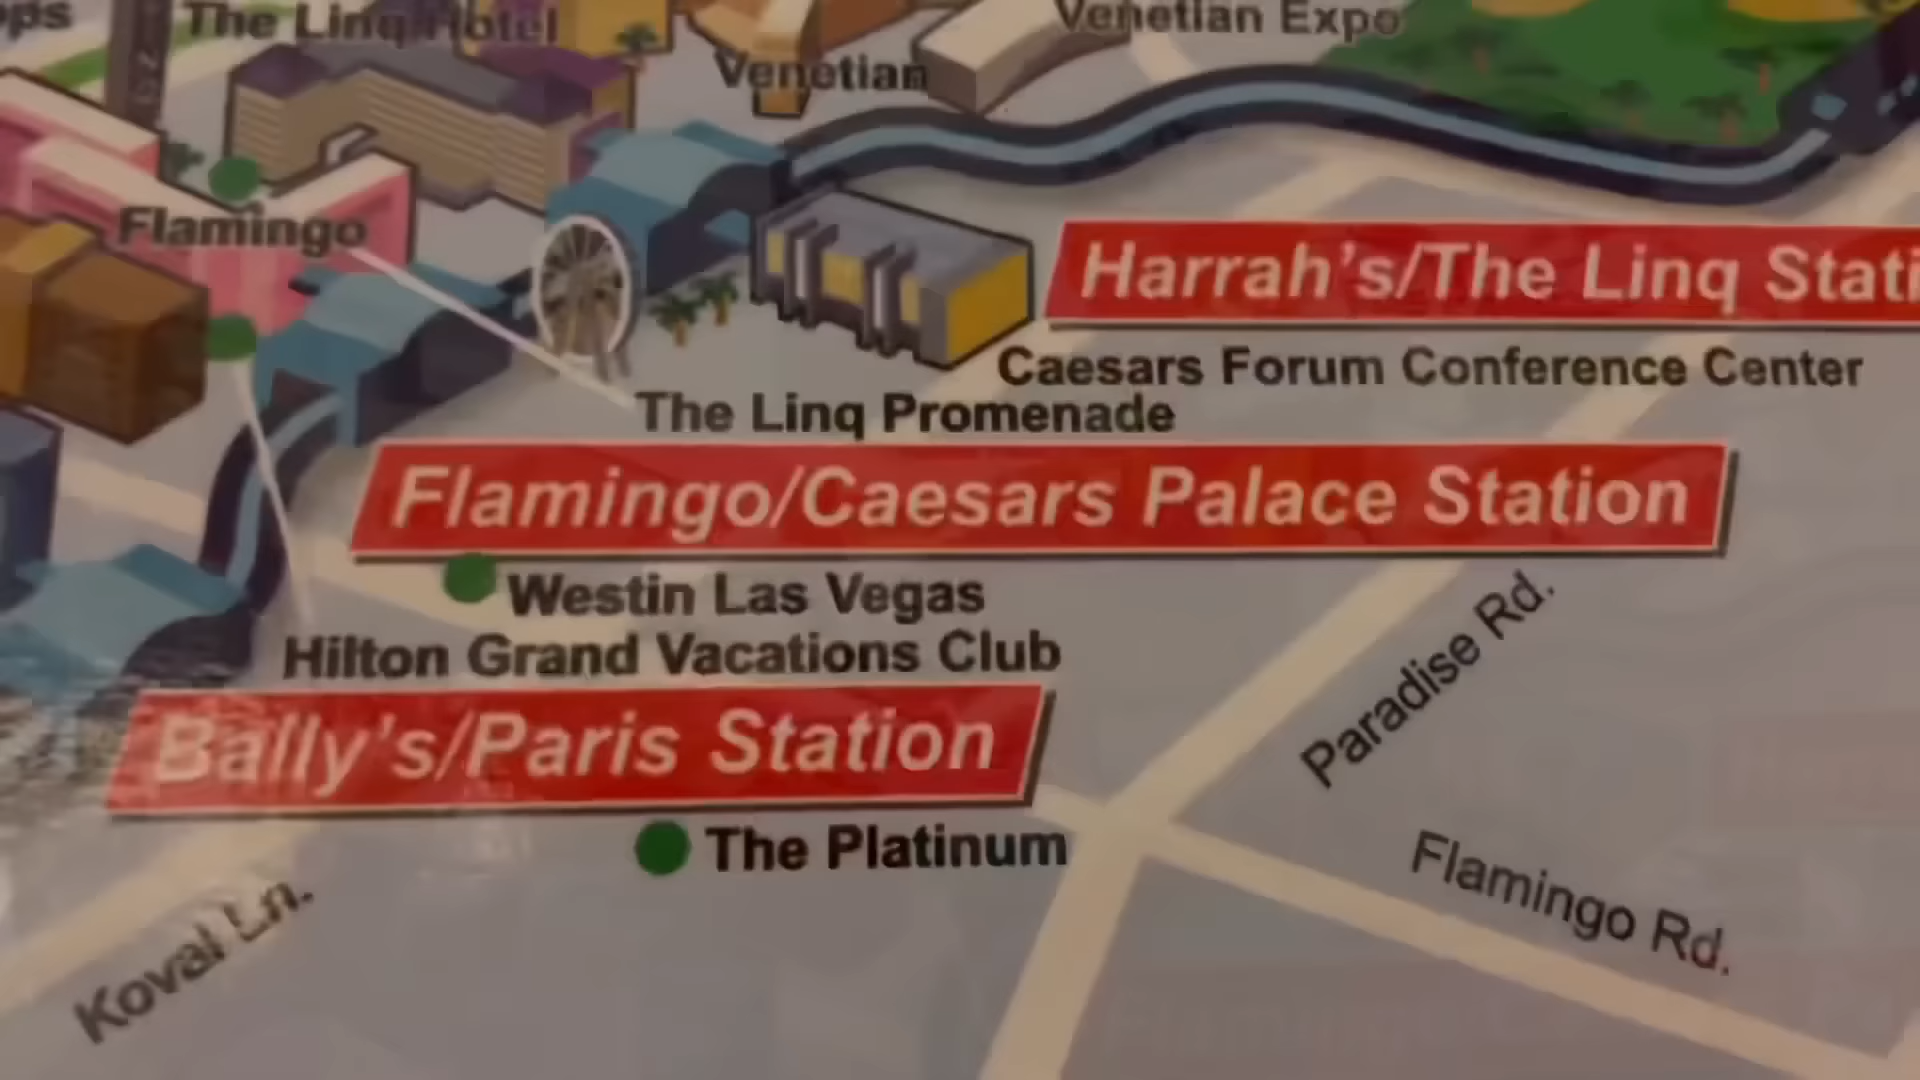 The Linq Hotel
Venetian Expo
Venetian
Flamingo
Harrah's/The Linq Stati
Caesars Forum Conference Center
The Linq Promenade
Flamingo/Caesars Palace Station
Westin Las Vegas
Hilton Grand Vacations Club
Bally's/Paris Station
The Platinum
Paradise Rd.
Flamingo Rd.
Koval Ln.